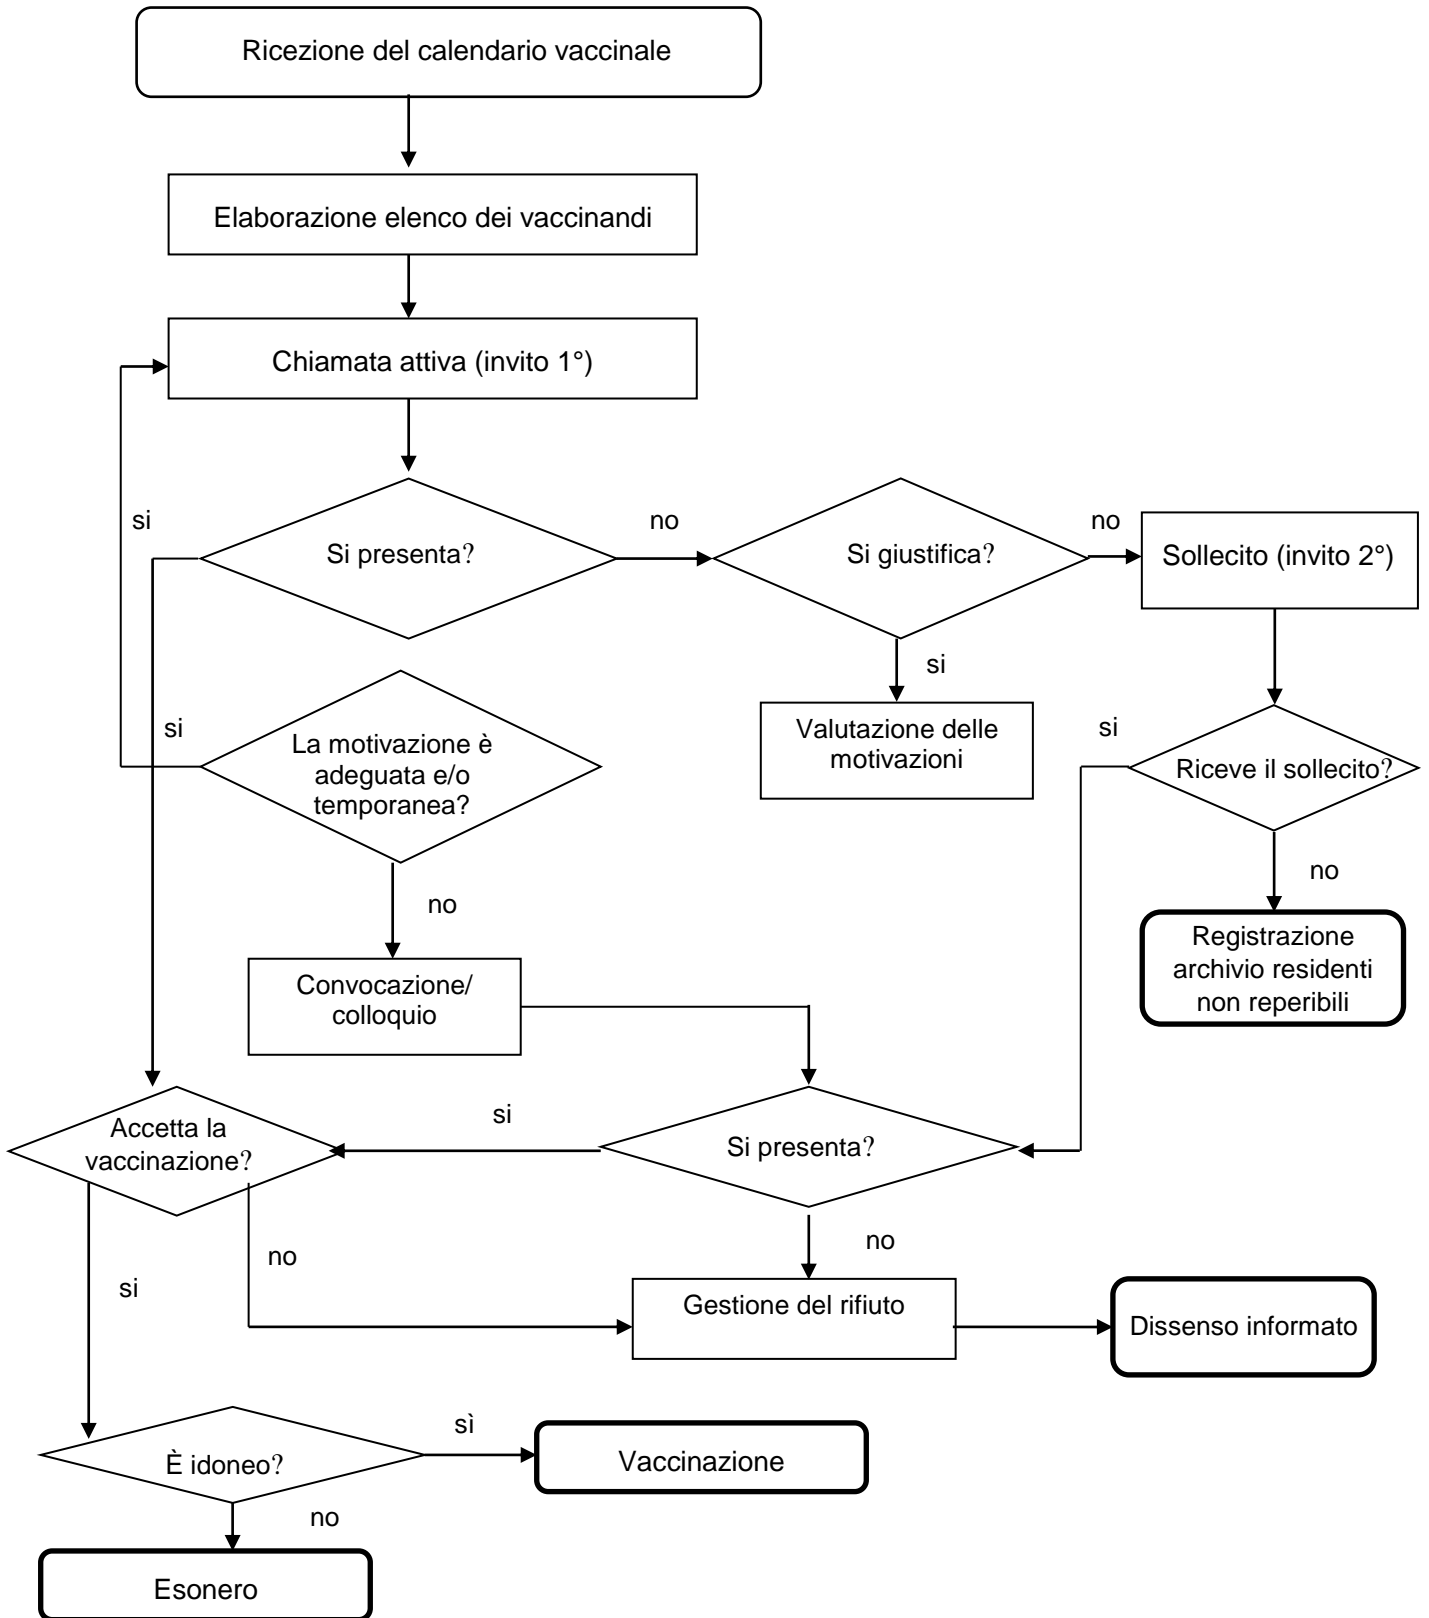 Ricezione del calendario vaccinale
Elaborazione elenco dei vaccinandi
Chiamata attiva (invito 1°)
si
Si presenta?
no
Si giustifica?
no
Sollecito (invito 2°)
si
si
La motivazione è
adeguata e/o
temporanea?
Valutazione delle
motivazioni
si
Riceve il sollecito?
no
no
Convocazione/
colloquio
Registrazione
archivio residenti
non reperibili
Accetta la
vaccinazione?
si
Si presenta?
no
no
si
Gestione del rifiuto
Dissenso informato
È idoneo?
sì
Vaccinazione
no
Esonero